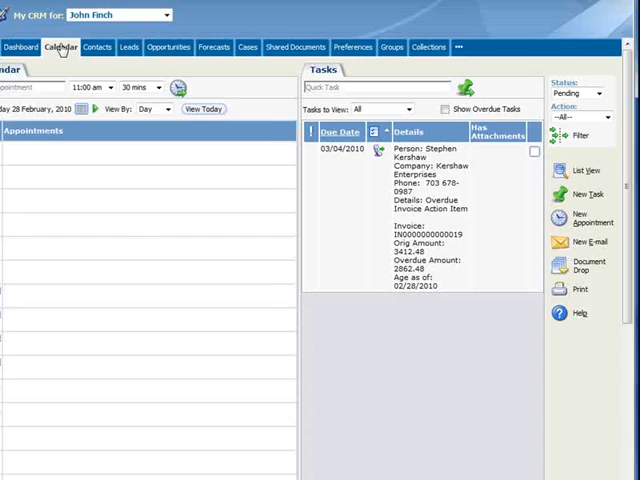 My CRM for: John Finch
Dashboard Calendar Contacts Leads Opportunities Forecasts Cases Shared Documents Preferences Groups Collections •••
ndar
Tasks
Status:
Pending
ppointment 11:00 am 30 mins
Quick Task
Action:
--All--
day 28 February, 2010 View By: Day View Today
Tasks to View: All Show Overdue Tasks
Filter
Appointments
! Due Date Details Has Attachments
03/04/2010
Person: Stephen
Kershaw
Company: Kershaw
Enterprises
Phone: 703 678-
0987
Details: Overdue
Invoice Action Item
Invoice:
IN0000000000019
Orig Amount:
3412.48
Overdue Amount:
2862.48
Age as of:
02/28/2010
List View
New Task
New
Appointment
New E-mail
Document
Drop
Print
Help